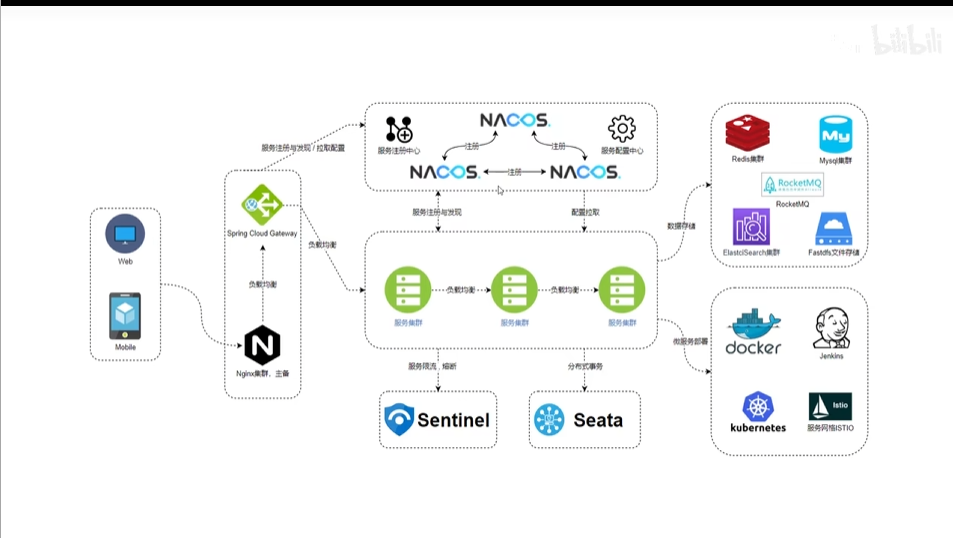 bilibili
NACOS.
服务注册中心
注册
注册
服务配置中心
NACOS.
注册
NACOS.
服务注册与发现 / 拉取配置
Spring Cloud Gateway
负载均衡
N
Nginx集群,主备
Web
Mobile
负载均衡
服务注册与发现
配置拉取
服务集群
负载均衡
服务集群
负载均衡
服务集群
服务限流,熔断
分布式事务
Sentinel
Seata
数据存储
Redis集群
My
Mysql集群
RocketMQ
RocketMQ
ElastciSearch集群
Fastdfs文件存储
微服务部署
docker
Jenkins
kubernetes
Istio
服务网格ISTIO